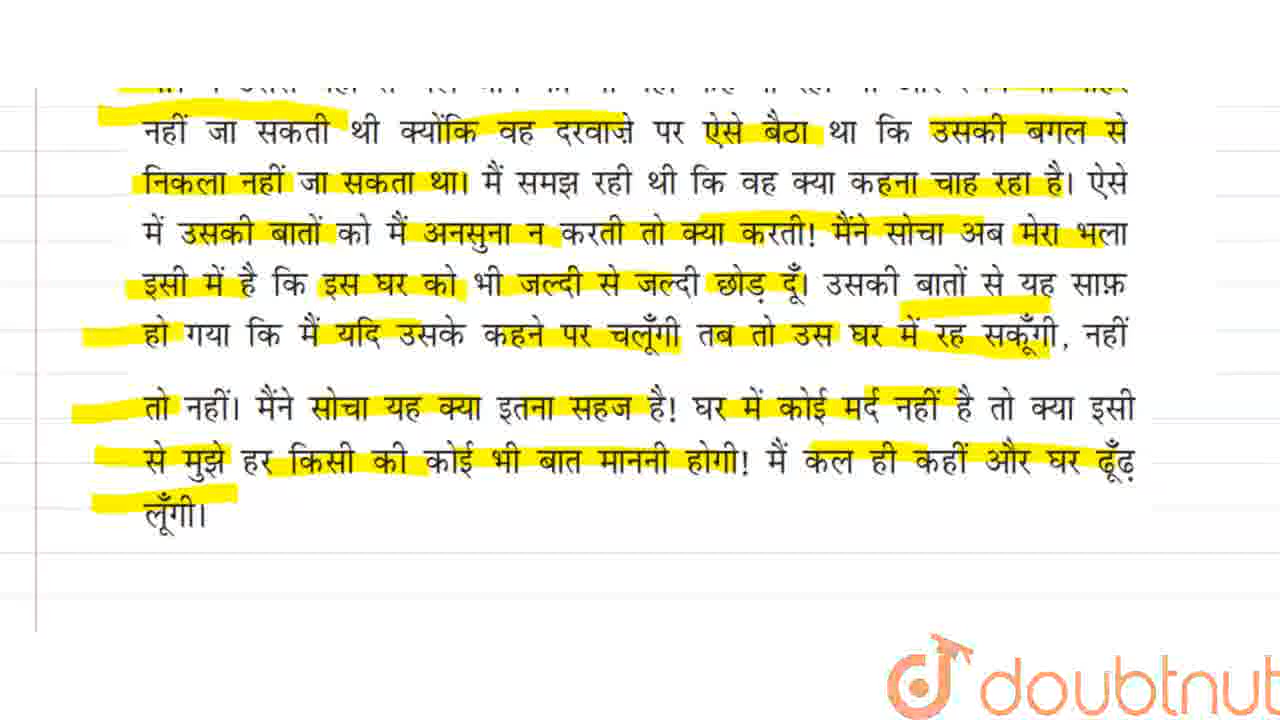 नहीं जा सकती थी क्योंकि वह दरवाज़े पर ऐसे बैठा था कि उसकी बगल से
निकला नहीं जा सकता था। मैं समझ रही थी कि वह क्या कहना चाह रहा है। ऐसे
में उसकी बातों को मैं अनसुना न करती तो क्या करती! मैंने सोचा अब मेरा भला
इसी में है कि इस घर को भी जल्दी से जल्दी छोड़ दूँ। उसकी बातों से यह साफ़
हो गया कि मैं यदि उसके कहने पर चलूँगी तब तो उस घर में रह सकूँगी, नहीं
तो नहीं। मैंने सोचा यह क्या इतना सहज है! घर में कोई मर्द नहीं है तो क्या इसी
से मुझे हर किसी की कोई भी बात माननी होगी! मैं कल ही कहीं और घर ढूँढ़
लूँगी।
doubtnut